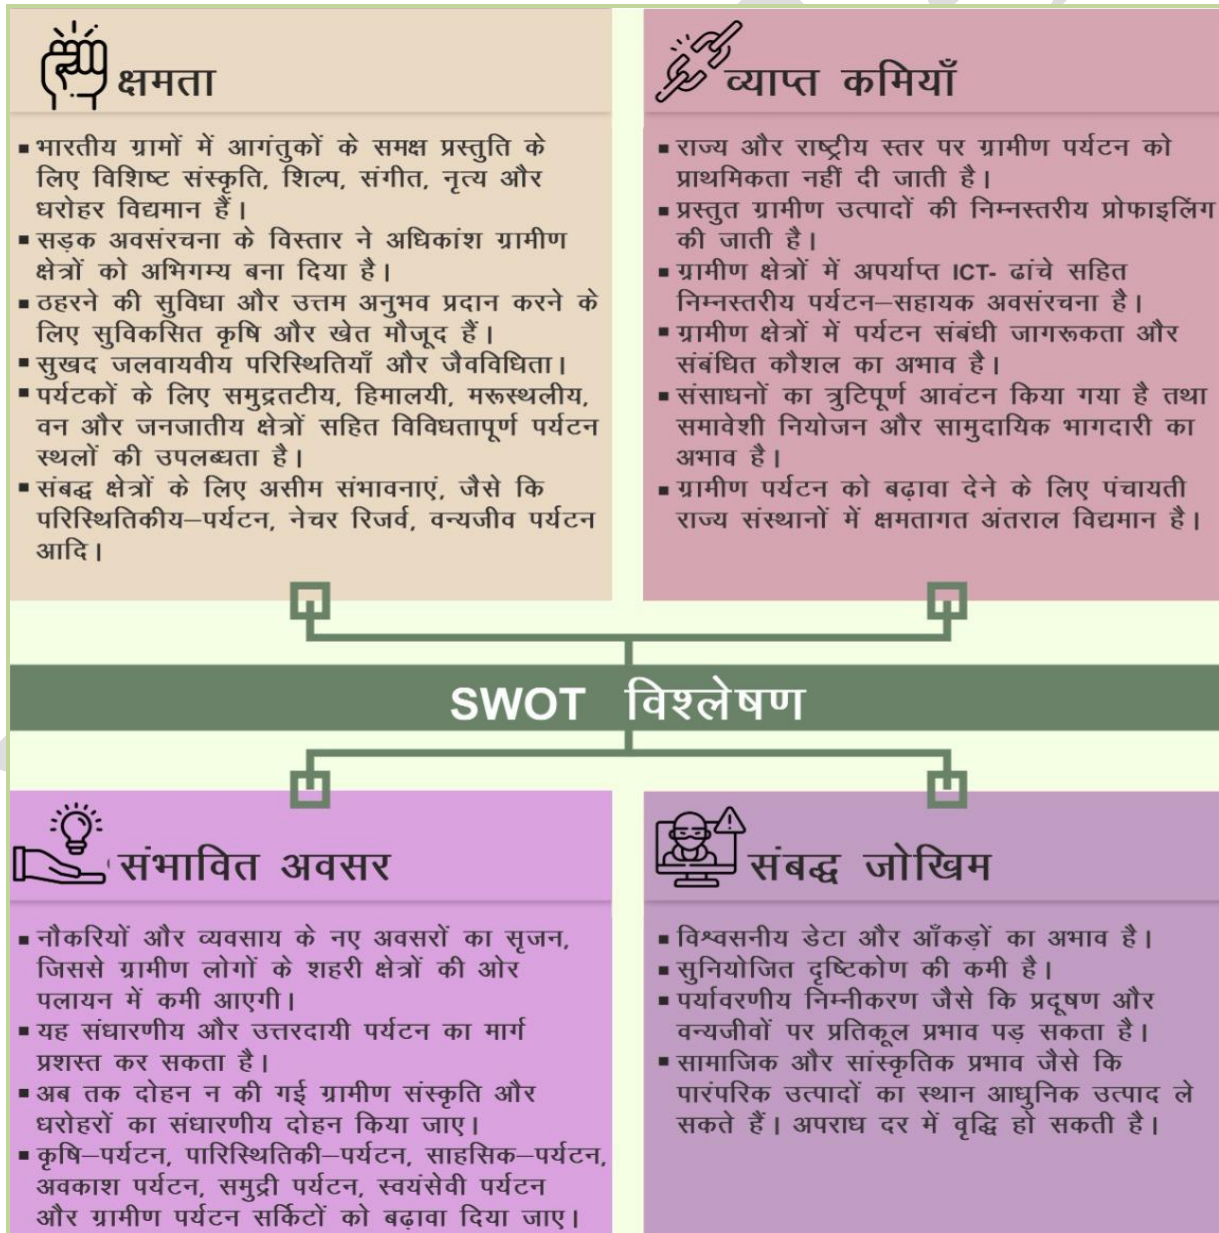 क्षमता
▪ भारतीय ग्रामों में आगंतुकों के समक्ष प्रस्तुति के
लिए विशिष्ट संस्कृति, शिल्प, संगीत, नृत्य और
धरोहर विद्यमान हैं।
▪ सड़क अवसंरचना के विस्तार ने अधिकांश ग्रामीण
क्षेत्रों को अभिगम्य बना दिया है।
▪ ठहरने की सुविधा और उत्तम अनुभव प्रदान करने के
लिए सुविकसित कृषि और खेत मौजूद हैं।
▪ सुखद जलवायवीय परिस्थितियाँ और जैवविधिता।
▪ पर्यटकों के लिए समुद्रतटीय, हिमालयी, मरूस्थलीय,
वन और जनजातीय क्षेत्रों सहित विविधतापूर्ण पर्यटन
स्थलों की उपलब्धता है।
▪ संबद्ध क्षेत्रों के लिए असीम संभावनाएं, जैसे कि
परिस्थितिकीय–पर्यटन, नेचर रिजर्व, वन्यजीव पर्यटन
आदि।
व्याप्त कमियाँ
▪ राज्य और राष्ट्रीय स्तर पर ग्रामीण पर्यटन को
प्राथमिकता नहीं दी जाती है।
▪ प्रस्तुत ग्रामीण उत्पादों की निम्नस्तरीय प्रोफाइलिंग
की जाती है।
▪ ग्रामीण क्षेत्रों में अपर्याप्त ICT- ढांचे सहित
निम्नस्तरीय पर्यटन–सहायक अवसंरचना है।
▪ ग्रामीण क्षेत्रों में पर्यटन संबंधी जागरूकता और
संबंधित कौशल का अभाव है।
▪ संसाधनों का त्रुटिपूर्ण आवंटन किया गया है तथा
समावेशी नियोजन और सामुदायिक भागदारी का
अभाव है।
▪ ग्रामीण पर्यटन को बढ़ावा देने के लिए पंचायती
राज्य संस्थानों में क्षमतागत अंतराल विद्यमान है।
SWOT विश्लेषण
संभावित अवसर
▪ नौकरियों और व्यवसाय के नए अवसरों का सृजन,
जिससे ग्रामीण लोगों के शहरी क्षेत्रों की ओर
पलायन में कमी आएगी।
▪ यह संधारणीय और उत्तरदायी पर्यटन का मार्ग
प्रशस्त कर सकता है।
▪ अब तक दोहन न की गई ग्रामीण संस्कृति और
धरोहरों का संधारणीय दोहन किया जाए।
▪ कृषि–पर्यटन, पारिस्थितिकी–पर्यटन, साहसिक–पर्यटन,
अवकाश पर्यटन, समुद्री पर्यटन, स्वयंसेवी पर्यटन
और ग्रामीण पर्यटन सर्किटों को बढ़ावा दिया जाए।
संबद्ध जोखिम
▪ विश्वसनीय डेटा और आँकड़ों का अभाव है।
▪ सुनियोजित दृष्टिकोण की कमी है।
▪ पर्यावरणीय निम्नीकरण जैसे कि प्रदूषण और
वन्यजीवों पर प्रतिकूल प्रभाव पड़ सकता है।
▪ सामाजिक और सांस्कृतिक प्रभाव जैसे कि
पारंपरिक उत्पादों का स्थान आधुनिक उत्पाद ले
सकते हैं। अपराध दर में वृद्धि हो सकती है।